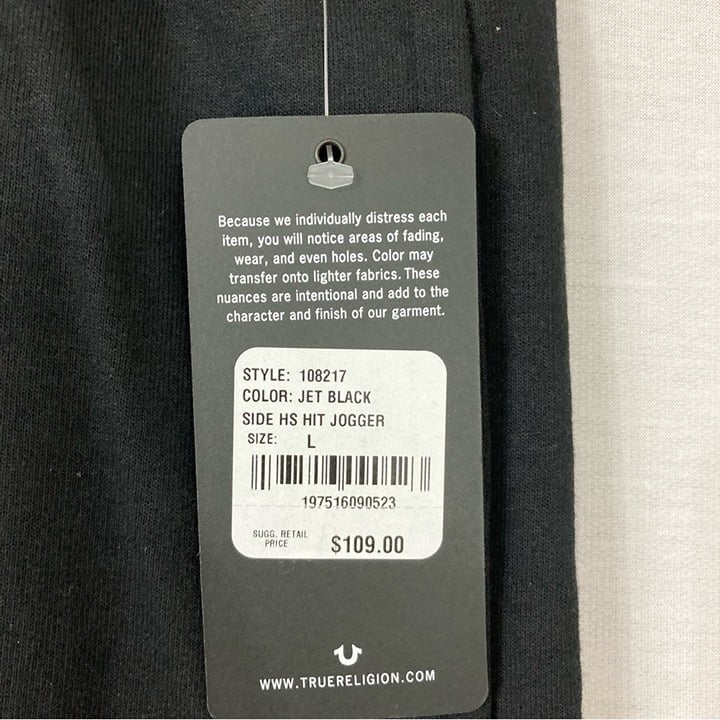 Because we individually distress each
item, you will notice areas of fading,
wear, and even holes. Color may
transfer onto lighter fabrics. These
nuances are intentional and add to the
character and finish of our garment.
STYLE: 108217
COLOR: JET BLACK
SIDE HS HIT JOGGER
SIZE: L
197516090523
SUGG. RETAIL
PRICE $109.00
WWW.TRUERELIGION.COM